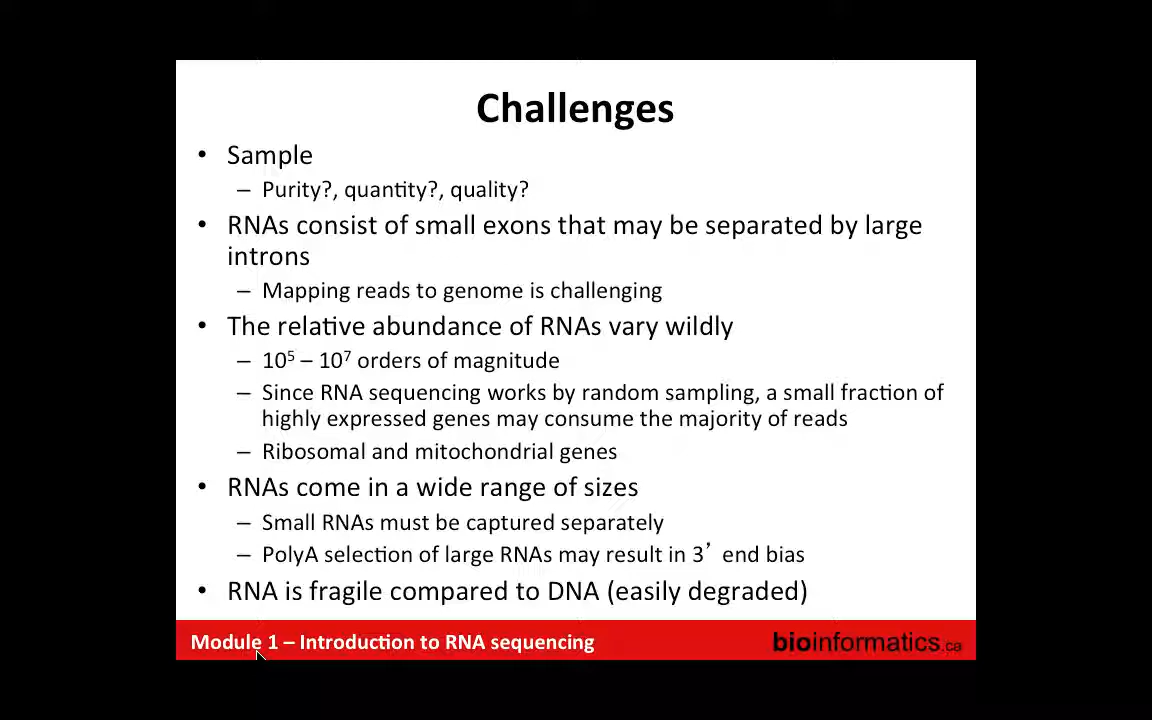 Challenges
• Sample
– Purity?, quantity?, quality?
• RNAs consist of small exons that may be separated by large
introns
– Mapping reads to genome is challenging
• The relative abundance of RNAs vary wildly
– 10⁵ – 10⁷ orders of magnitude
– Since RNA sequencing works by random sampling, a small fraction of
highly expressed genes may consume the majority of reads
– Ribosomal and mitochondrial genes
• RNAs come in a wide range of sizes
– Small RNAs must be captured separately
– PolyA selection of large RNAs may result in 3’ end bias
• RNA is fragile compared to DNA (easily degraded)
Module 1 – Introduction to RNA sequencing
bioinformatics.ca